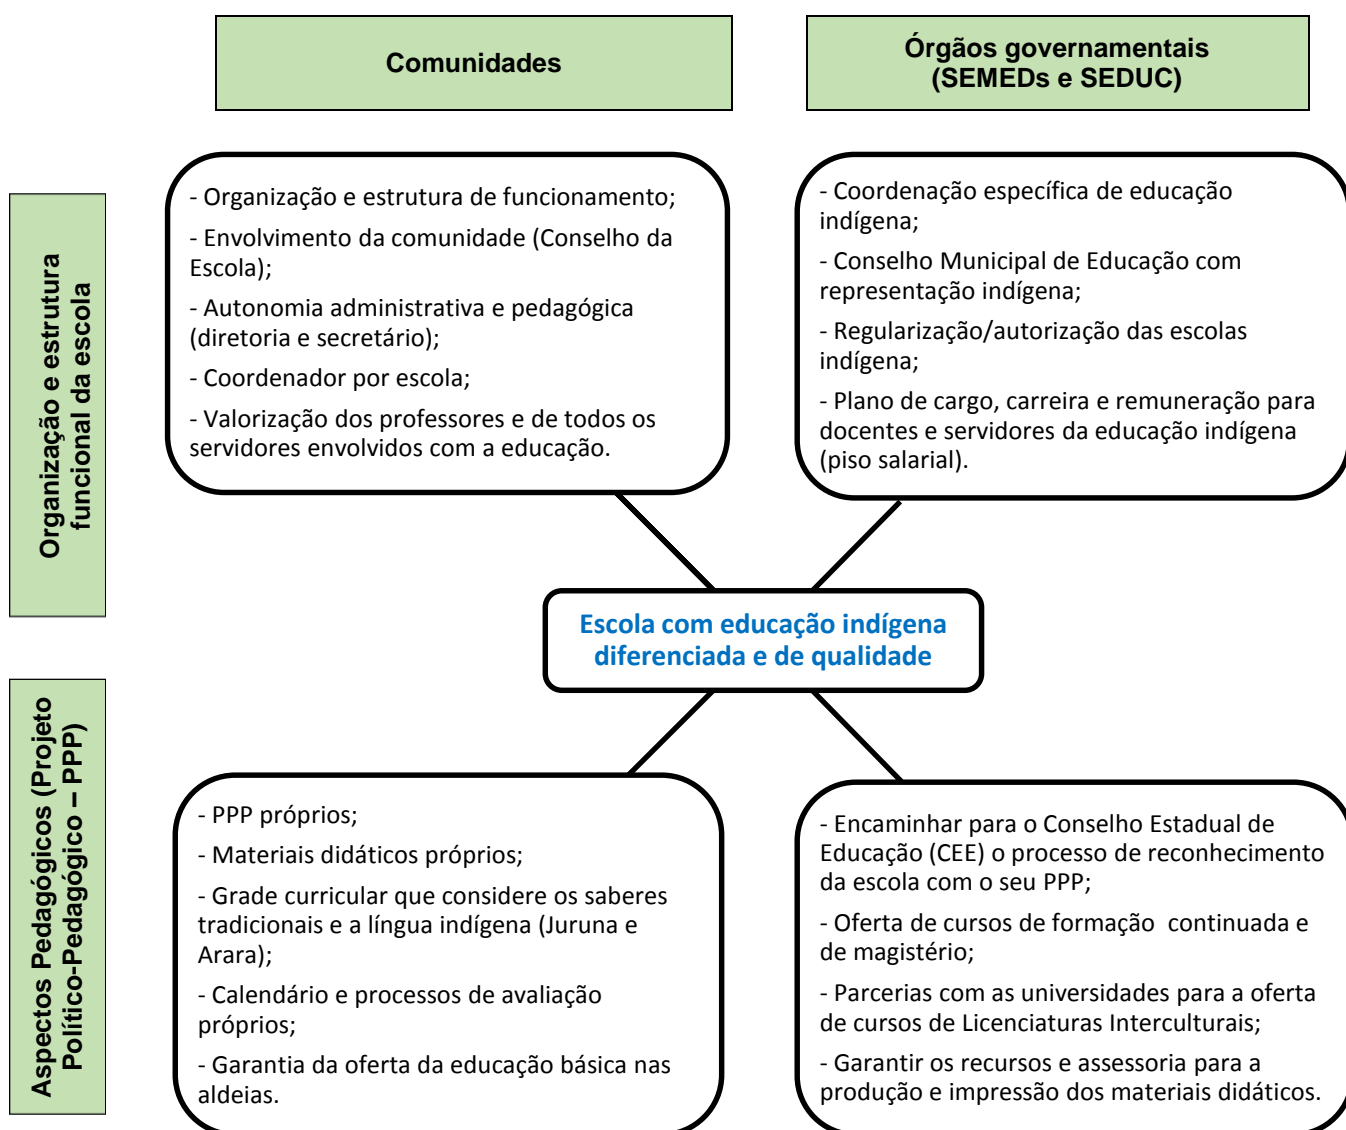 Comunidades
Órgãos governamentais
(SEMEDs e SEDUC)
Organização e estrutura
funcional da escola
- Organização e estrutura de funcionamento;
- Envolvimento da comunidade (Conselho da
Escola);
- Autonomia administrativa e pedagógica
(diretoria e secretário);
- Coordenador por escola;
- Valorização dos professores e de todos os
servidores envolvidos com a educação.
- Coordenação específica de educação
indígena;
- Conselho Municipal de Educação com
representação indígena;
- Regularização/autorização das escolas
indígena;
- Plano de cargo, carreira e remuneração para
docentes e servidores da educação indígena
(piso salarial).
Escola com educação indígena
diferenciada e de qualidade
Aspectos Pedagógicos (Projeto
Político-Pedagógico – PPP)
- PPP próprios;
- Materiais didáticos próprios;
- Grade curricular que considere os saberes
tradicionais e a língua indígena (Juruna e
Arara);
- Calendário e processos de avaliação
próprios;
- Garantia da oferta da educação básica nas
aldeias.
- Encaminhar para o Conselho Estadual de
Educação (CEE) o processo de reconhecimento
da escola com o seu PPP;
- Oferta de cursos de formação  continuada e
de magistério;
- Parcerias com as universidades para a oferta
de cursos de Licenciaturas Interculturais;
- Garantir os recursos e assessoria para a
produção e impressão dos materiais didáticos.